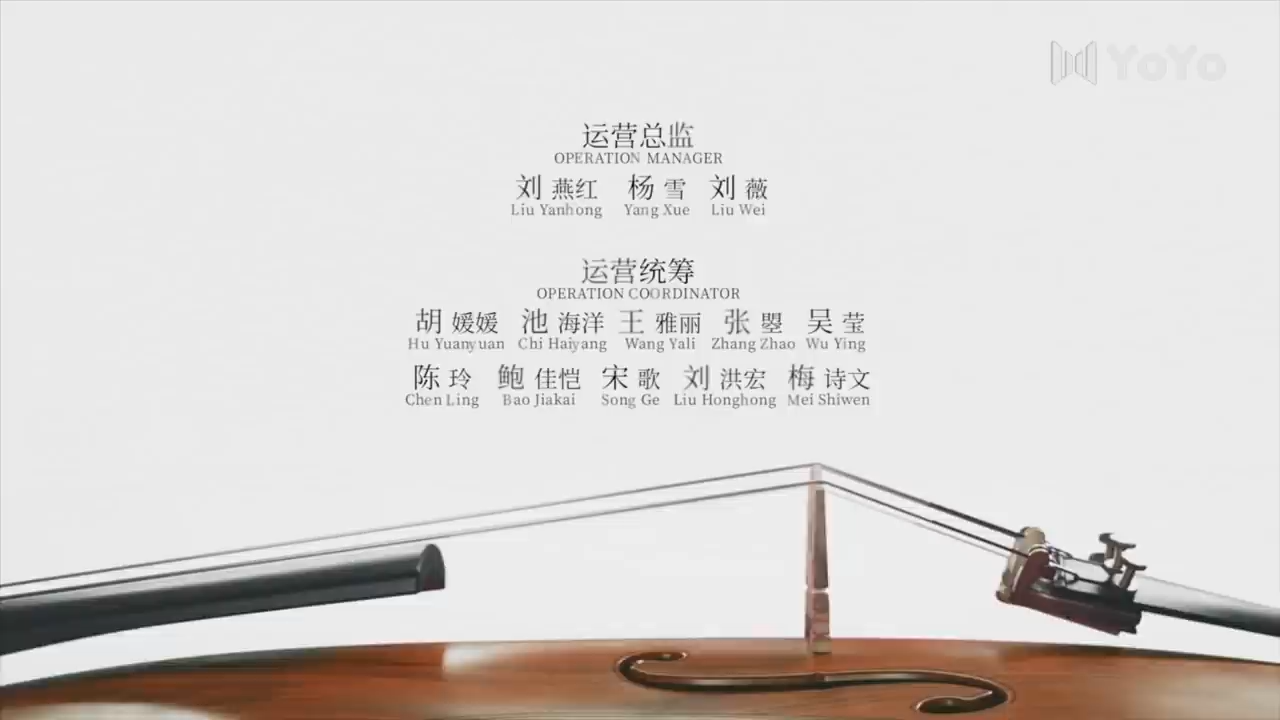 YoYo
运营总监
OPERATION MANAGER
刘 燕红 杨 雪 刘 薇
Liu Yanhong Yang Xue Liu Wei
运营统筹
OPERATION COORDINATOR
胡 媛媛 池 海洋 王 雅丽 张 曌 吴 莹
Hu Yuanyuan Chi Haiyang Wang Yali Zhang Zhao Wu Ying
陈 玲 鲍 佳恺 宋 歌 刘 洪宏 梅 诗文
Chen Ling Bao Jiakai Song Ge Liu Honghong Mei Shiwen